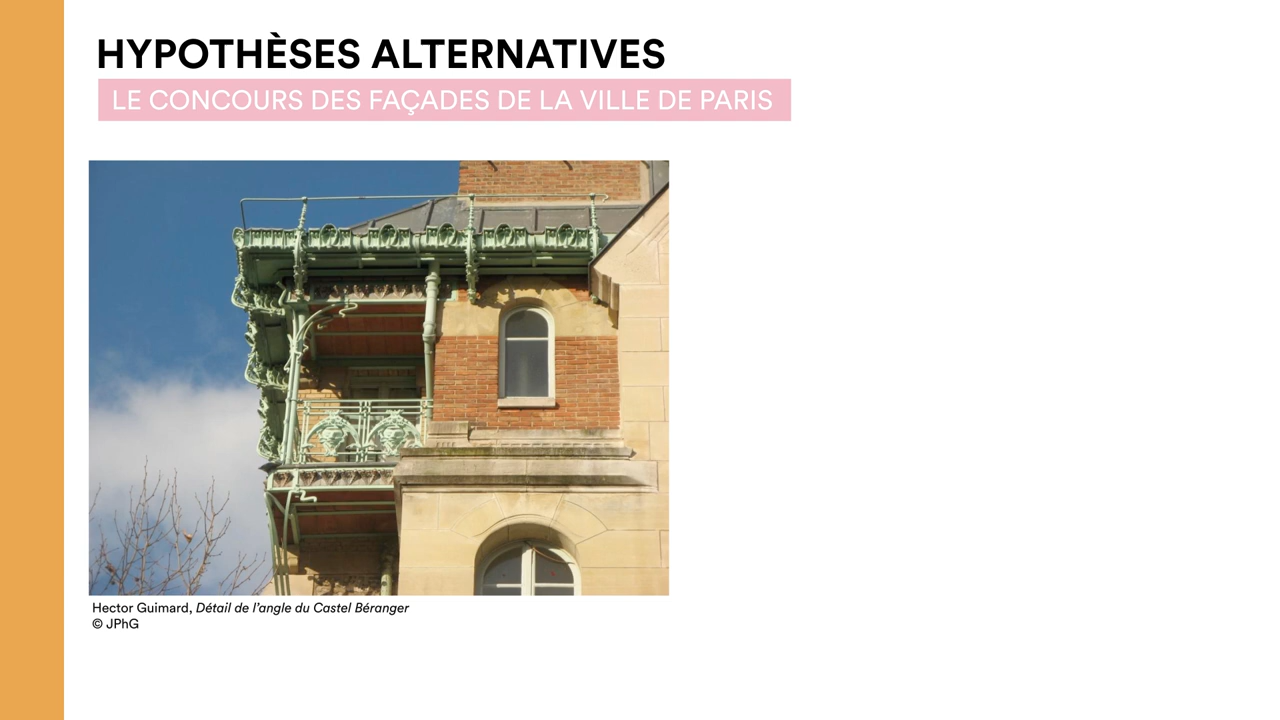 HYPOTHÈSES ALTERNATIVES
LE CONCOURS DES FAÇADES DE LA VILLE DE PARIS
Hector Guimard, Détail de l'angle du Castel Béranger
© JPhG